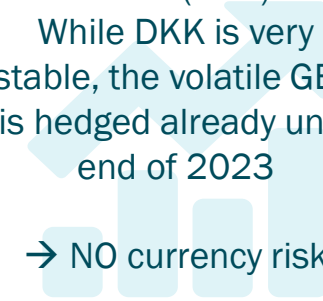 While DKK is very
stable, the volatile
is hedged already
end of 2023
→ NO currency risk